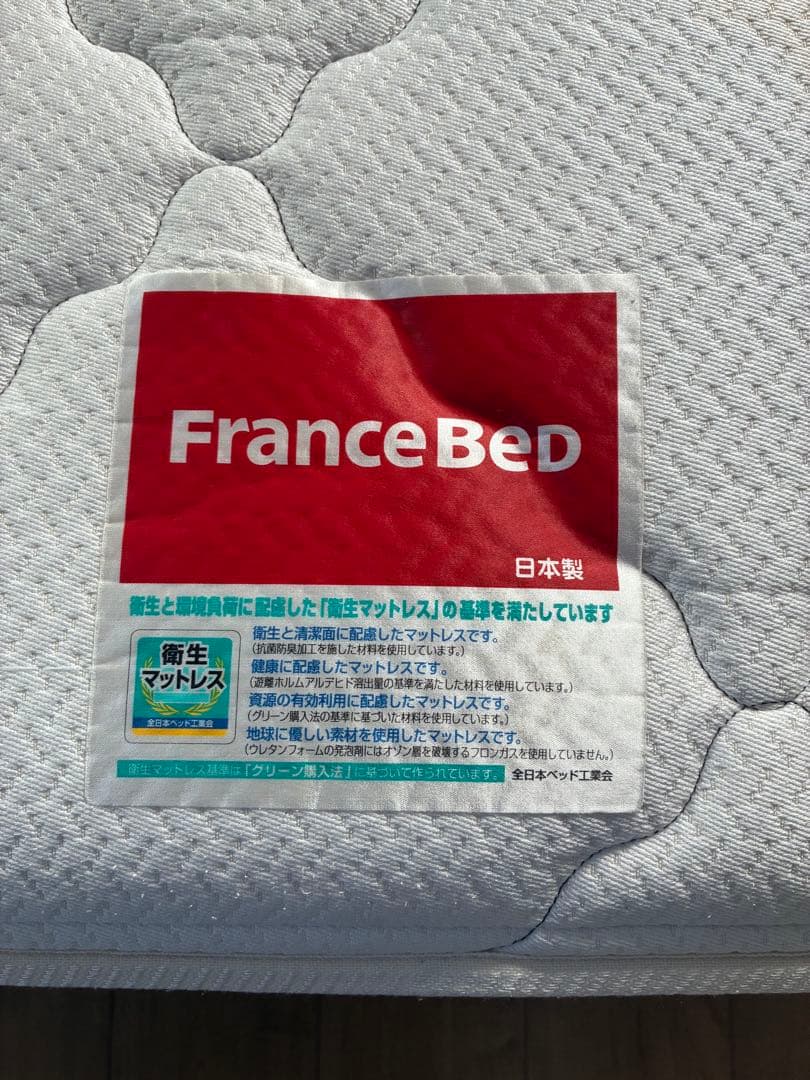 FranceBeD
日本製
衛生と環境負荷に配慮した「衛生マットレス」の基準を満たしています
衛生
マットレス
全日本ベッド工業会
衛生と清潔面に配慮したマットレスです。
(抗菌防臭加工を施した材料を使用しています。)
健康に配慮したマットレスです。
(遊離ホルムアルデヒド溶出量の基準を満たした材料を使用しています。)
資源の有効利用に配慮したマットレスです。
(グリーン購入法の基準に基づいた材料を使用しています。)
地球に優しい素材を使用したマットレスです。
(ウレタンフォームの発泡剤にはオゾン層を破壊するフロンガスを使用していません。)
衛生マットレス基準は「グリーン購入法」に基づいて作られています。 全日本ベッド工業会